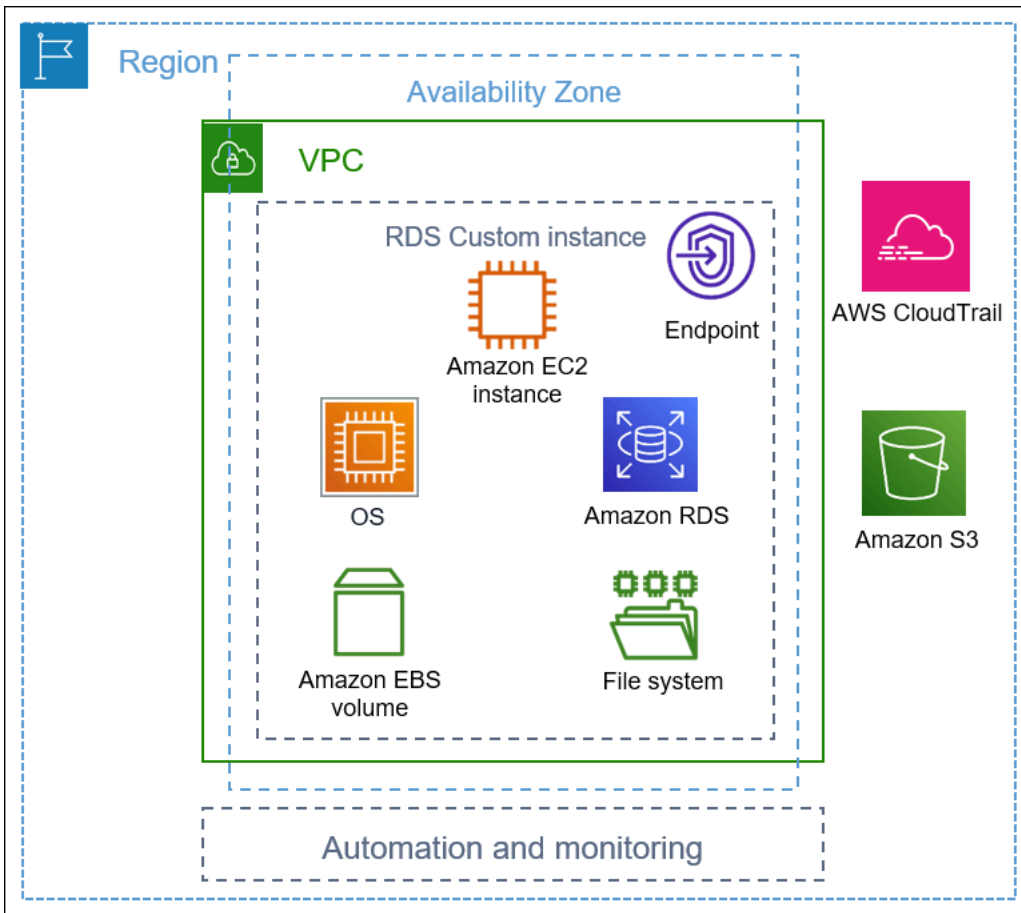 Region
Availability Zone
VPC
RDS Custom instance
Endpoint
AWS CloudTrail
Amazon EC2
instance
OS
Amazon RDS
Amazon S3
Amazon EBS
volume
File system
Automation and monitoring